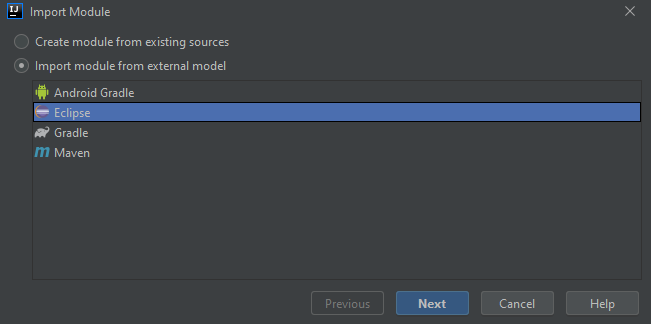 IJ Import Module
Create module from existing sources
Import module from external model
Android Gradle
Eclipse
Gradle
m Maven
Previous Next Cancel Help